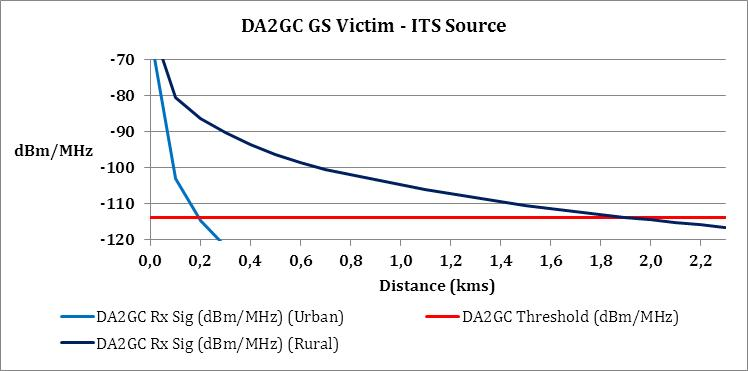 DA2GC GS Victim - ITS Source
-70
-80
-90
dBm/MHz
-100
-110
-120
0,0 0,2 0,4 0,6 0,8 1,0 1,2 1,4 1,6 1,8 2,0 2,2
Distance (kms)
DA2GC Rx Sig (dBm/MHz) (Urban) DA2GC Threshold (dBm/MHz)
DA2GC Rx Sig (dBm/MHz) (Rural)